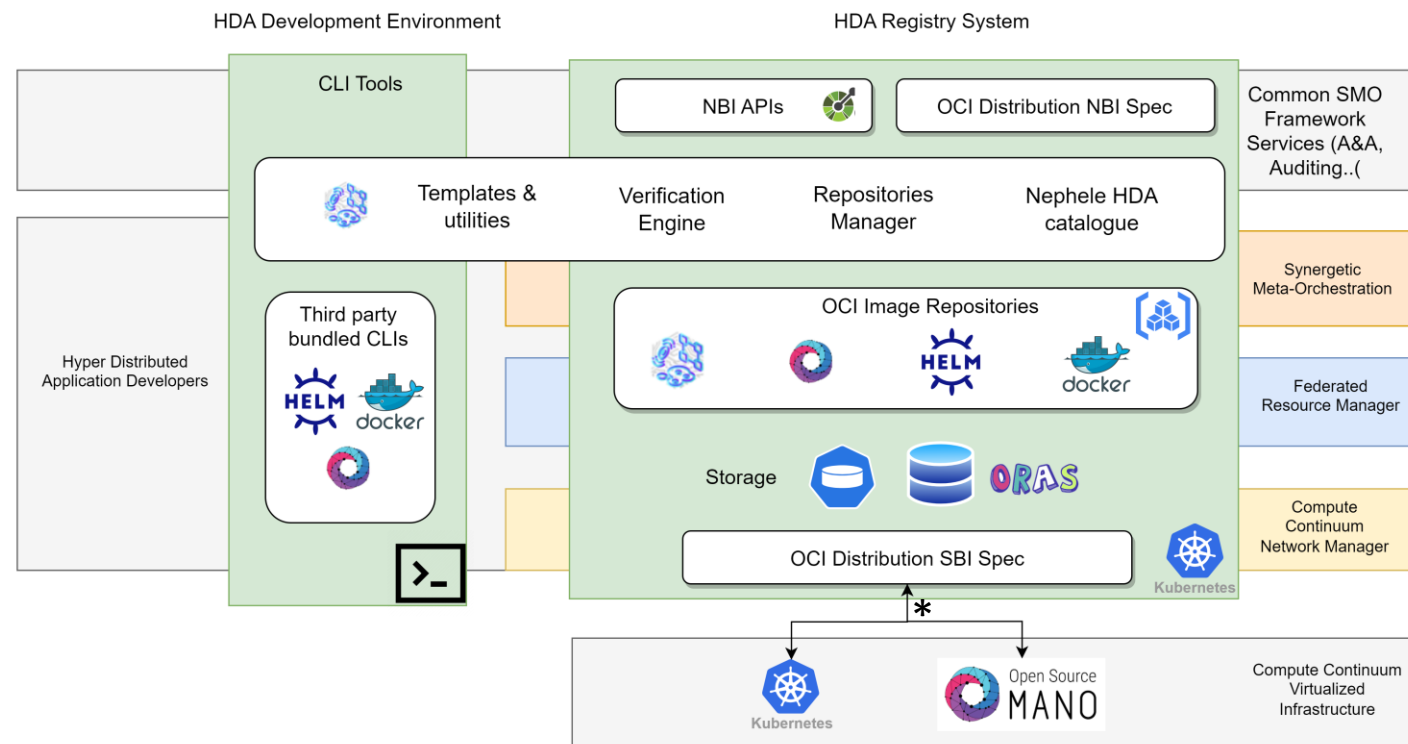 HDA Development Environment
HDA Registry System
CLI Tools
NBI APIs
OCI Distribution NBI Spec
Common SMO
Framework
Services (A&A,
Auditing..(
Templates &
utilities
Verification
Engine
Repositories
Manager
Nephele HDA
catalogue
Synergetic
Meta-Orchestration
Third party
bundled CLIs
HELM
docker
OCI Image Repositories
HELM
docker
Hyper Distributed
Application Developers
Federated
Resource Manager
Storage
ORAS
Compute
Continuum
Network Manager
>_
OCI Distribution SBI Spec
Kubernetes
*
Kubernetes
Open Source
MANO
Compute Continuum
Virtualized
Infrastructure